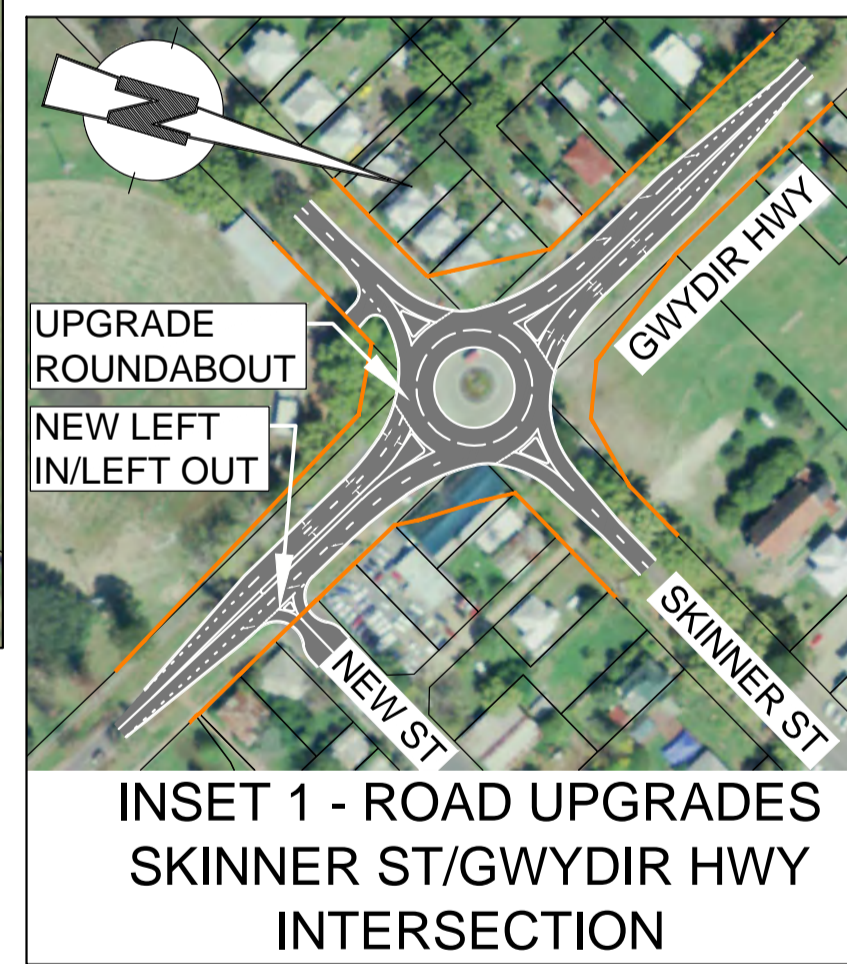 N
UPGRADE
ROUNDABOUT
NEW LEFT
IN/LEFT OUT
GWYDIR HWY
SKINNER ST
NEW ST
INSET 1 - ROAD UPGRADES
SKINNER ST/GWYDIR HWY
INTERSECTION